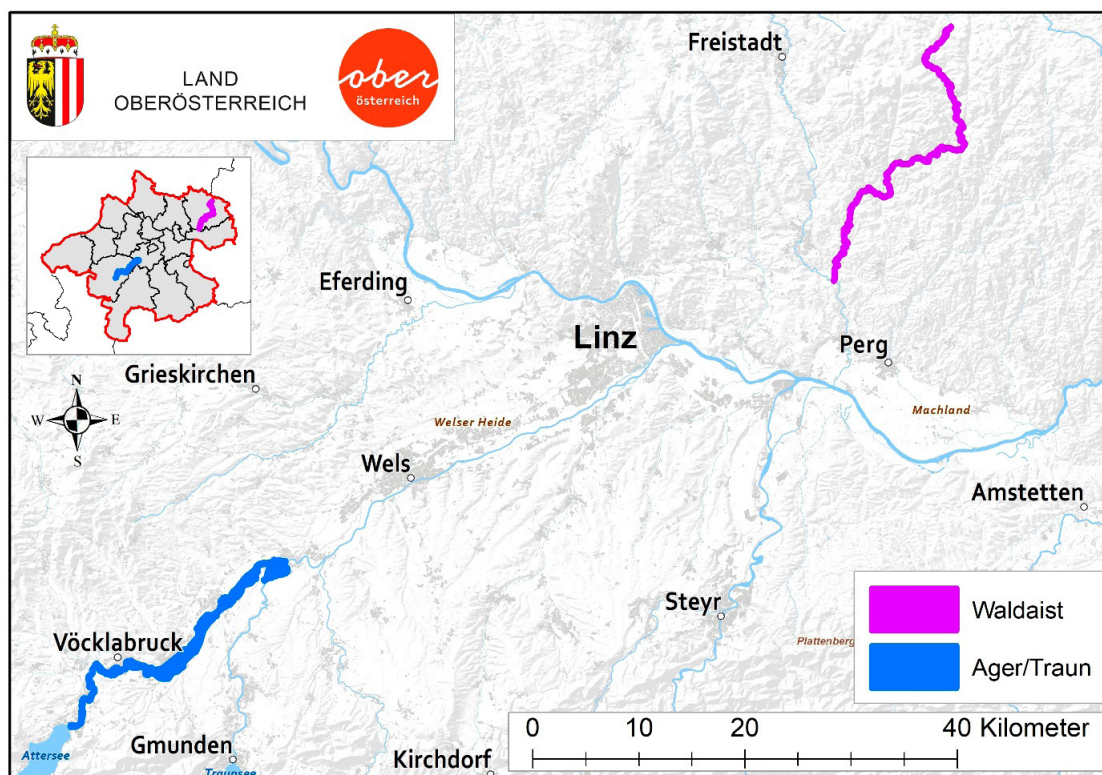 LAND
OBERÖSTERREICH
ober
österreich
Freistadt
Eferding
Linz
Grieskirchen
Perg
N
W
E
S
Welser Heide
Machland
Wels
Amstetten
Steyr
Waldaist
Plattenberg
Vöcklabruck
Ager/Traun
0
10
20
40 Kilometer
Attersee
Gmunden
Traunsee
Kirchdorf